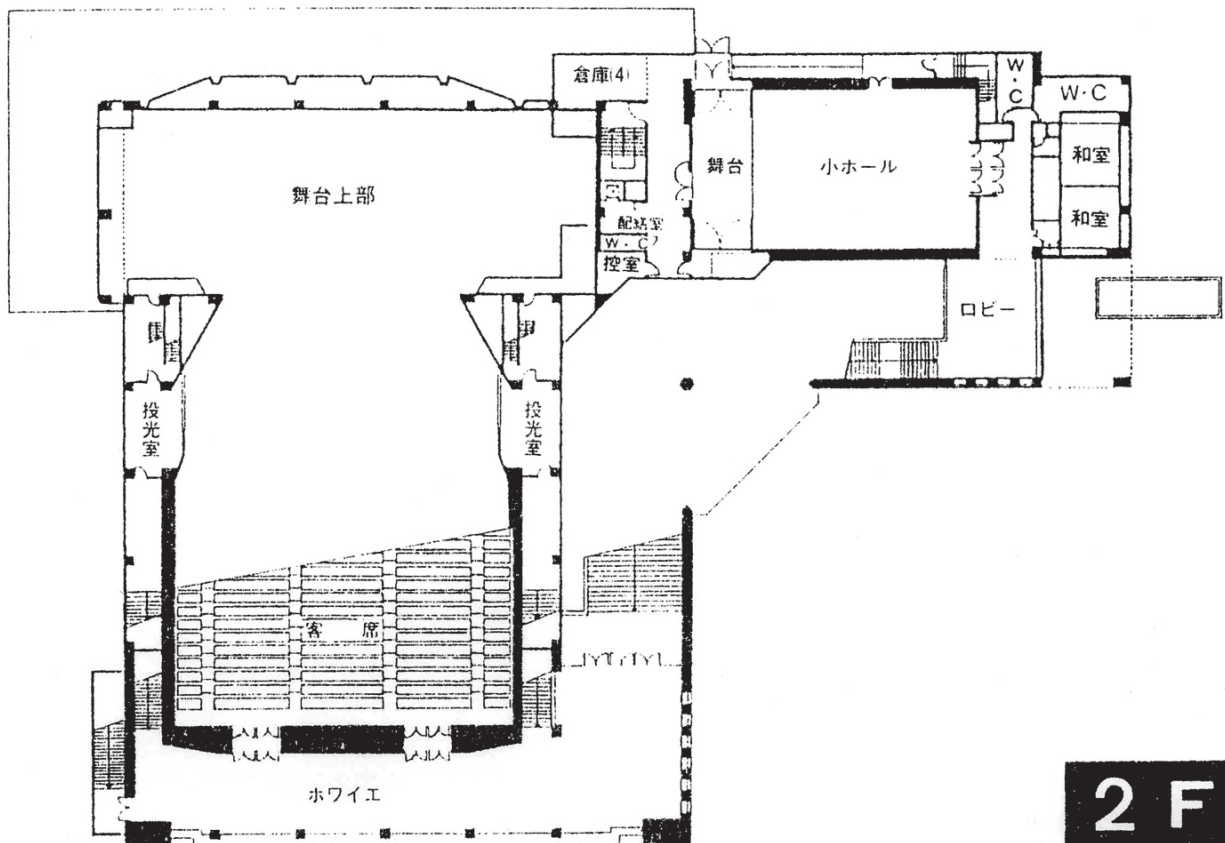 倉庫(4)
W・C
W・C
舞台上部
舞台
小ホール
和室
配膳室
W・C
和室
控室
ロビー
投光室
投光室
客 席
ホワイエ
2F